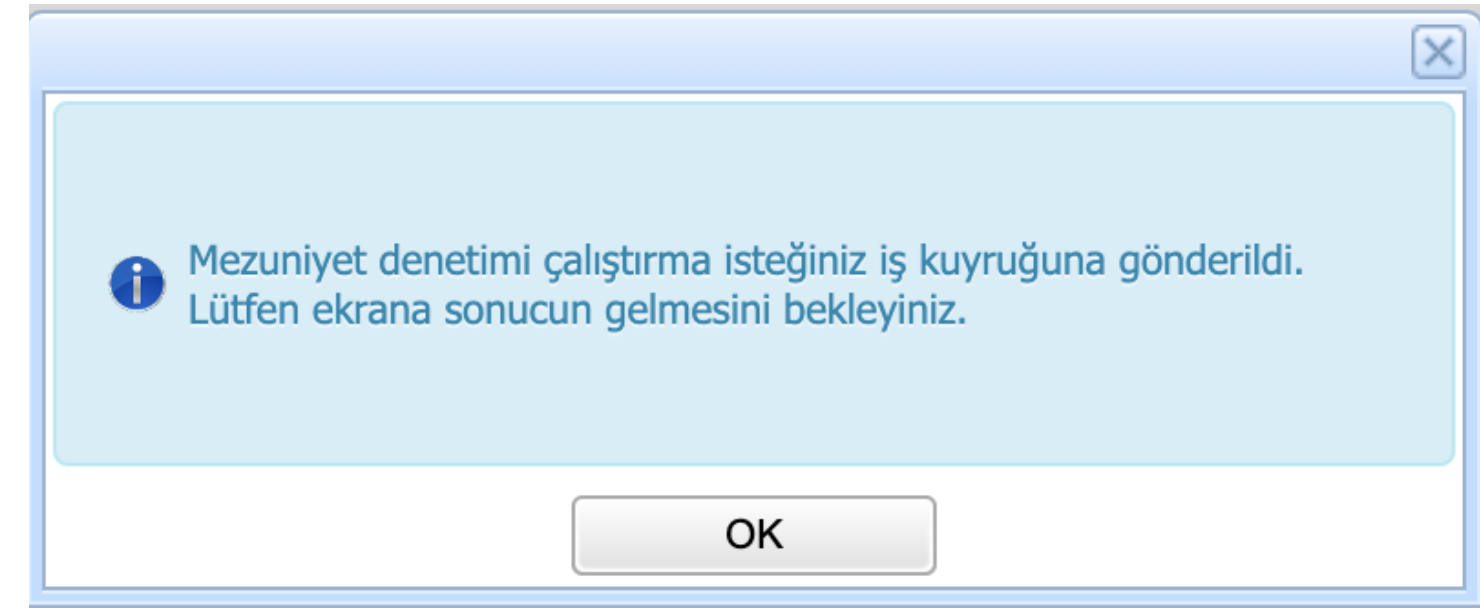 Mezuniyet denetimi çalıştırma isteğiniz iş kuyruğuna gönderildi.
Lütfen ekrana sonucun gelmesini bekleyiniz.
OK